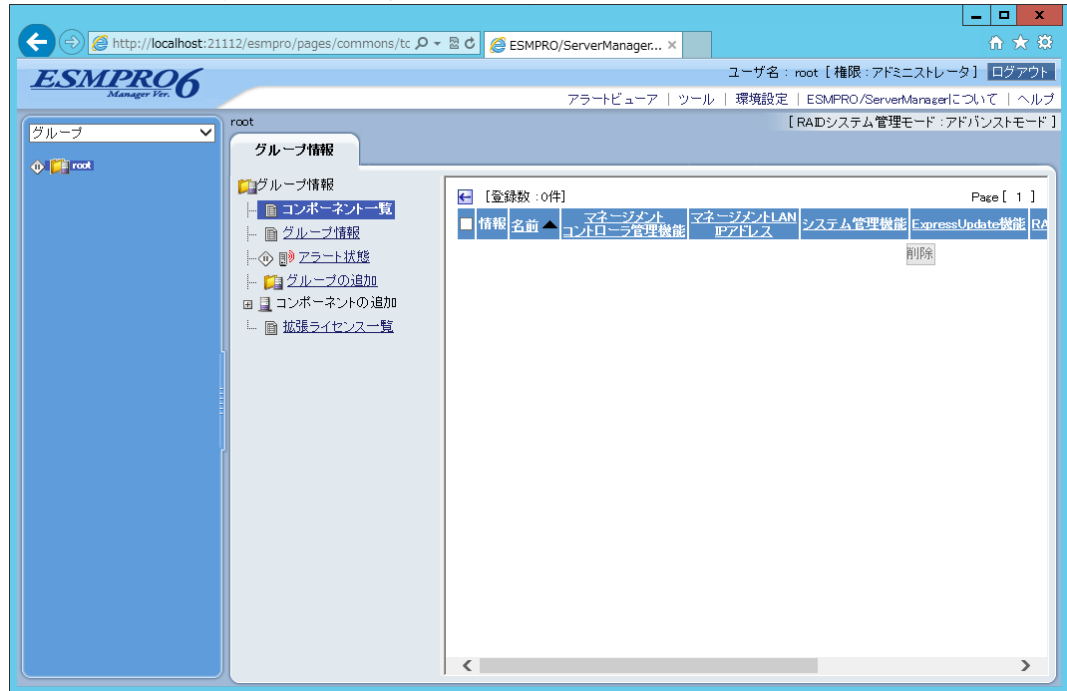 http://localhost:21112/esmpro/pages/commons/tc
ESMPRO/ServerManager... ×
ESMPRO6
Manager Ver.
ユーザ名 : root [ 権限 : アドミニストレータ ] ログアウト
アラートビューア | ツール | 環境設定 | ESMPRO/ServerManagerについて | ヘルプ
グループ
root
root
[ RAIDシステム管理モード : アドバンストモード ]
グループ情報
グループ情報
コンポーネント一覧
グループ情報
アラート状態
グループの追加
コンポーネントの追加
拡張ライセンス一覧
[登録数 : 0件]
Page [ 1 ]
情報 名前▲ マネージメント コントローラ管理機能 マネージメントLAN IPアドレス システム管理機能 ExpressUpdate機能 RA
削除